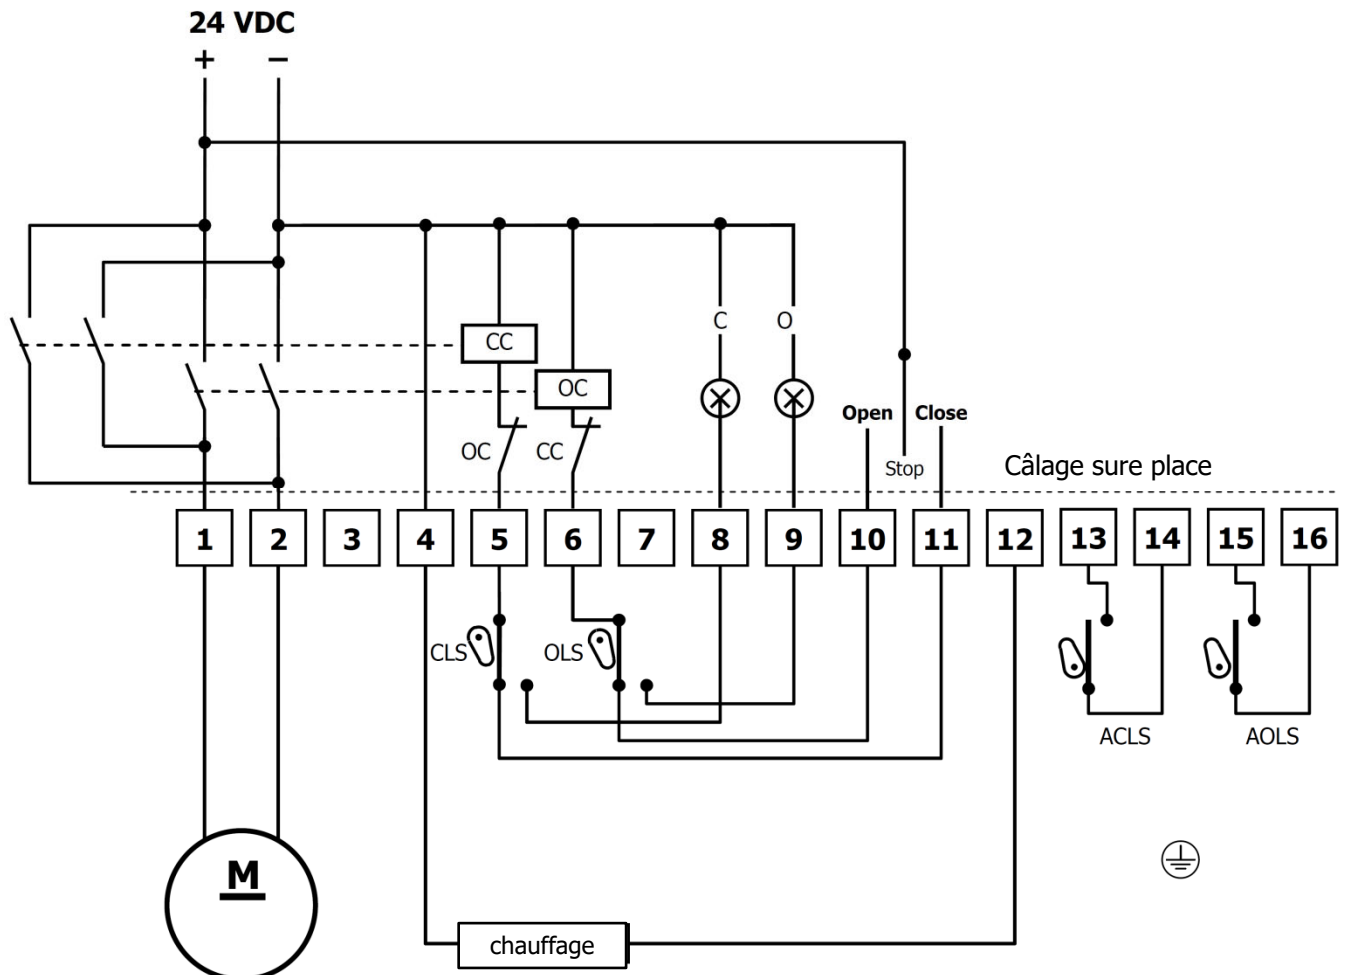 24 VDC
+ −
C O
CC
OC
Open Close
OC CC
Stop
Câlage sure place
1 2 3 4 5 6 7 8 9 10 11 12 13 14 15 16
CLS OLS
ACLS AOLS
M
chauffage